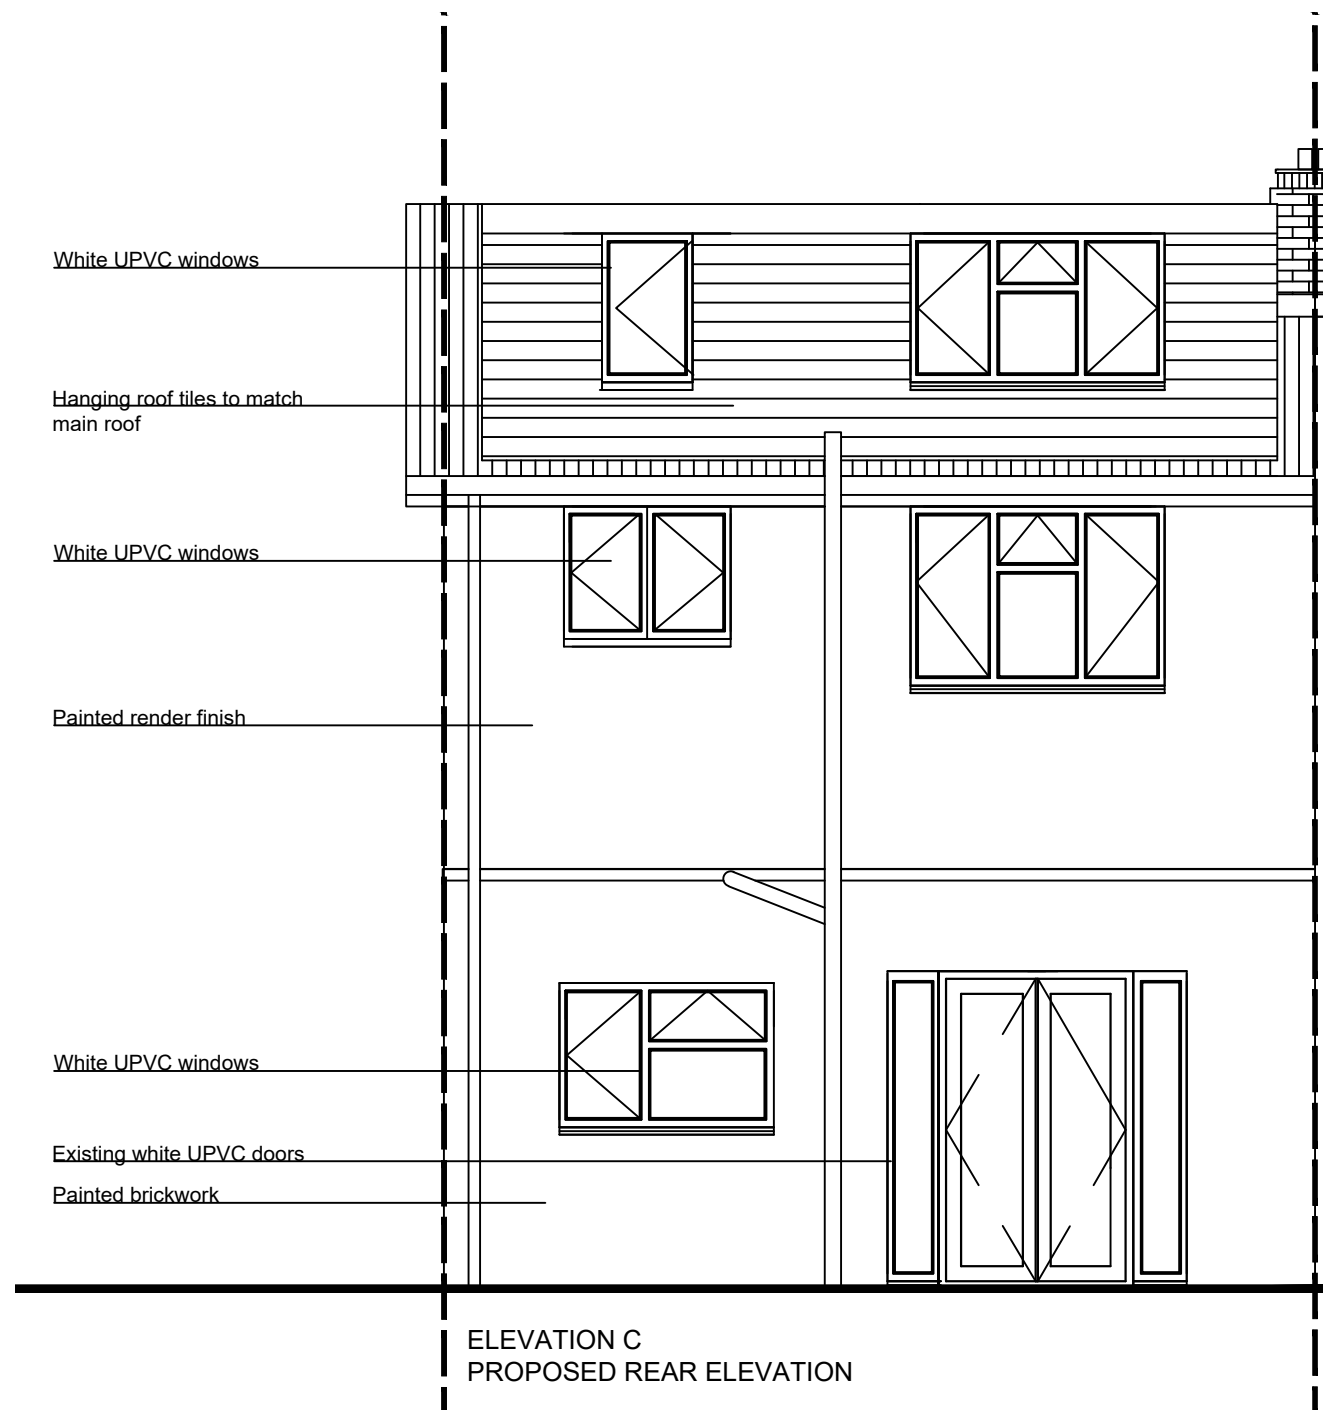 White UPVC windows
Hanging roof tiles to match
main roof
White UPVC windows
Painted render finish
White UPVC windows
Existing white UPVC doors
Painted brickwork
ELEVATION C
PROPOSED REAR ELEVATION